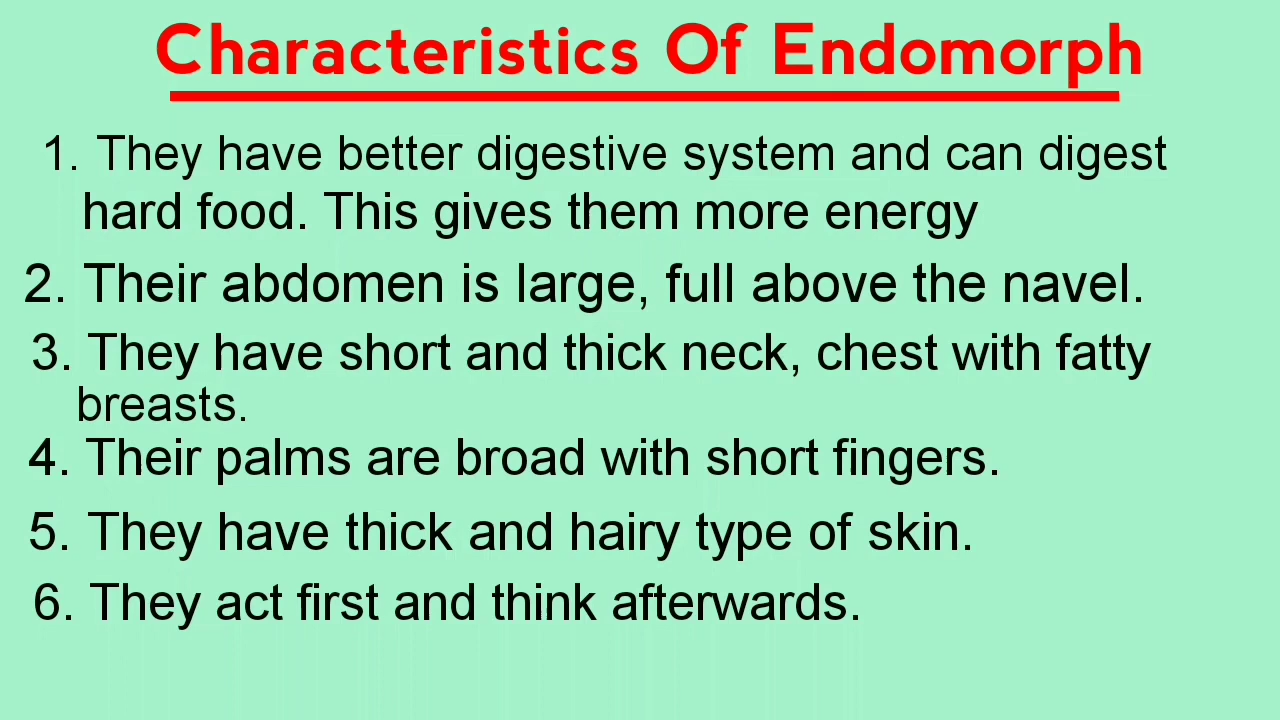 Characteristics Of Endomorph
1. They have better digestive system and can digest
hard food. This gives them more energy
2. Their abdomen is large, full above the navel.
3. They have short and thick neck, chest with fatty
breasts.
4. Their palms are broad with short fingers.
5. They have thick and hairy type of skin.
6. They act first and think afterwards.